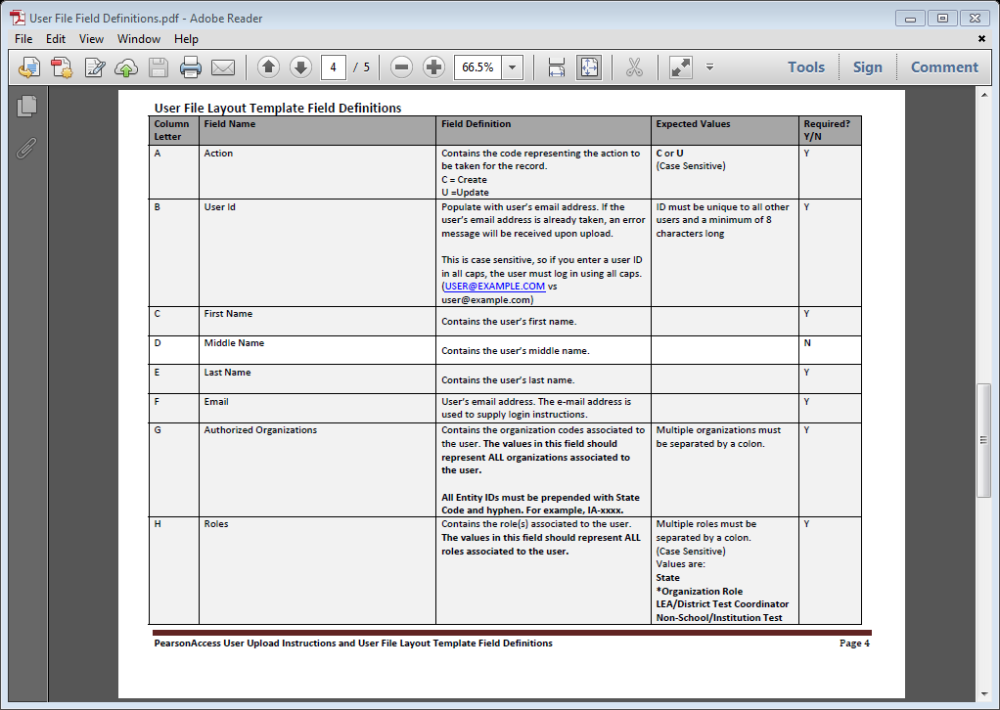 User File Field Definitions.pdf - Adobe Reader
File Edit View Window Help
4 / 5 66.5% Tools Sign Comment
User File Layout Template Field Definitions
Column Letter Field Name Field Definition Expected Values Required? Y/N
A Action Contains the code representing the action to C or U Y
be taken for the record. (Case Sensitive)
C = Create
U =Update
B User Id Populate with user's email address. If the ID must be unique to all other Y
user's email address is already taken, an error users and a minimum of 8
message will be received upon upload. characters long
This is case sensitive, so if you enter a user ID
in all caps, the user must log in using all caps.
(USER@EXAMPLE.COM vs
user@example.com)
C First Name Contains the user's first name. Y
D Middle Name Contains the user's middle name. N
E Last Name Contains the user's last name. Y
F Email User's email address. The e-mail address is Y
used to supply login instructions.
G Authorized Organizations Contains the organization codes associated to Multiple organizations must Y
the user. The values in this field should be separated by a colon.
represent ALL organizations associated to
the user.
All Entity IDs must be prepended with State
Code and hyphen. For example, IA-xxxx.
H Roles Contains the role(s) associated to the user. Multiple roles must be Y
The values in this field should represent ALL separated by a colon.
roles associated to the user. (Case Sensitive)
Values are:
State
*Organization Role
LEA/District Test Coordinator
Non-School/Institution Test
PearsonAccess User Upload Instructions and User File Layout Template Field Definitions Page 4